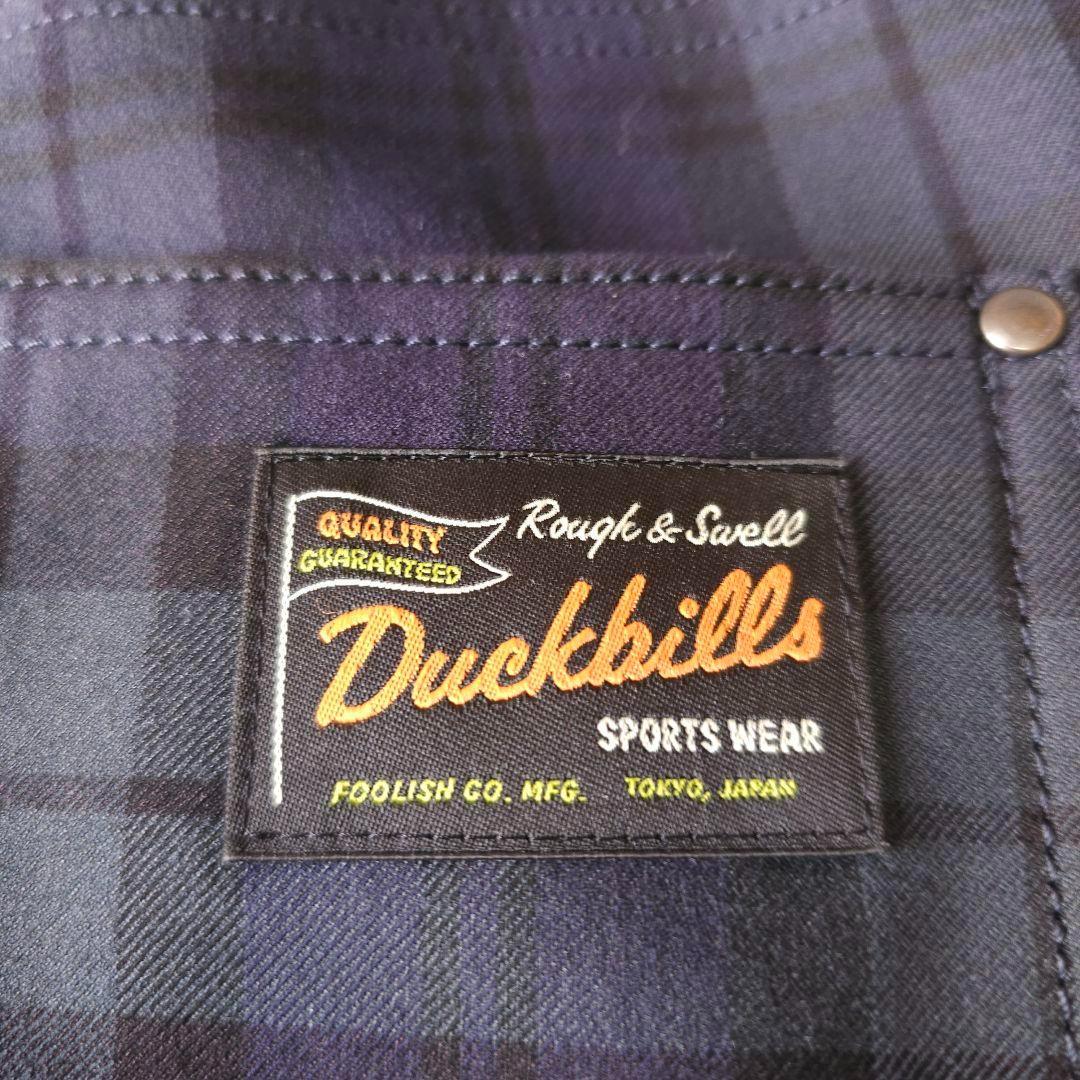 QUALITY
GUARANTEED
Rough & Swell
Duckbills
SPORTS WEAR
FOOLISH CO. MFG. TOKYO, JAPAN